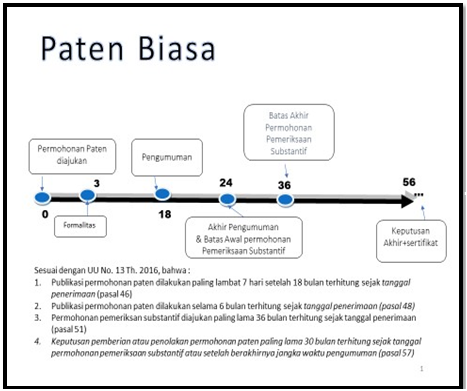 Paten Biasa
Batas Akhir
Permohonan
Pemeriksaan
Substantif
Permohonan Paten
diajukan
Pengumuman
3
24
36
56
...
0
18
Formalitas
Akhir Pengumuman
& Batas Awal permohonan
Pemeriksaan Substantif
Keputusan
Akhir+sertifikat
Sesuai dengan UU No. 13 Th. 2016, bahwa :
1. Publikasi permohonan paten dilakukan paling lambat 7 hari setelah 18 bulan terhitung sejak tanggal
penerimaan (pasal 46)
2. Publikasi permohonan paten dilakukan selama 6 bulan terhitung sejak tanggal penerimaan (pasal 48)
3. Permohonan pemeriksan substantif diajukan paling lama 36 bulan terhitung sejak tanggal penerimaan
(pasal 51)
4. Keputusan pemberian atau penolakan permohonan paten paling lama 30 bulan terhitung sejak tanggal
permohonan pemeriksaan substantif atau setelah berakhirnya jangka waktu pengumuman (pasal 57)
1